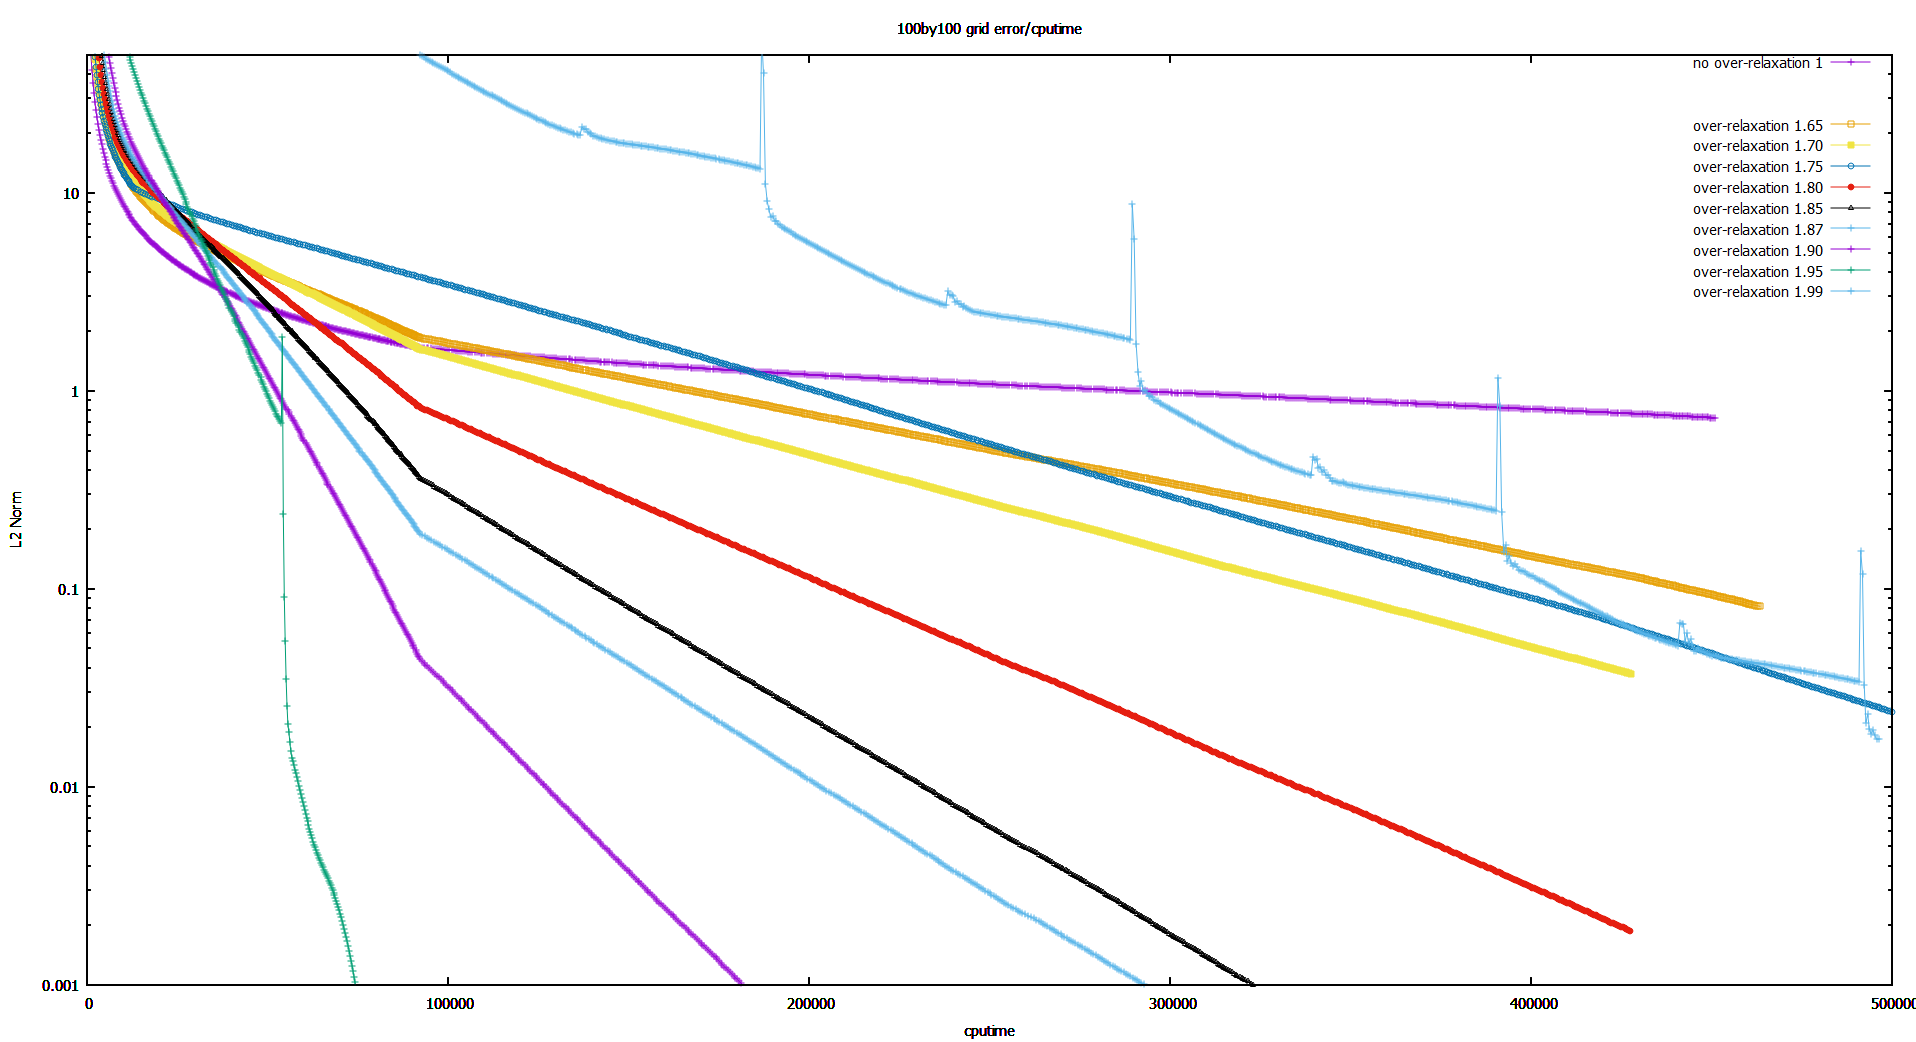 100by100 grid error/cputime
no over-relaxation 1
over-relaxation 1.65
over-relaxation 1.70
over-relaxation 1.75
over-relaxation 1.80
over-relaxation 1.85
over-relaxation 1.87
over-relaxation 1.90
over-relaxation 1.95
over-relaxation 1.99
L2 Norm
10
1
0.1
0.01
0.001
0 100000 200000 300000 400000 500000
cputime